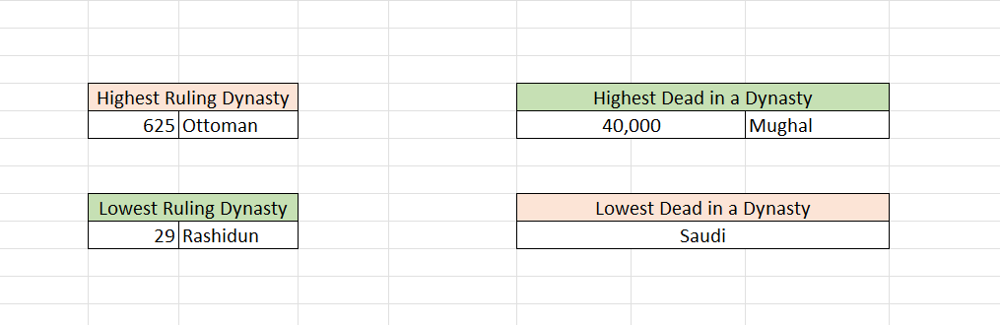 Highest Ruling Dynasty
625 Ottoman
Highest Dead in a Dynasty
40,000 Mughal
Lowest Ruling Dynasty
29 Rashidun
Lowest Dead in a Dynasty
Saudi